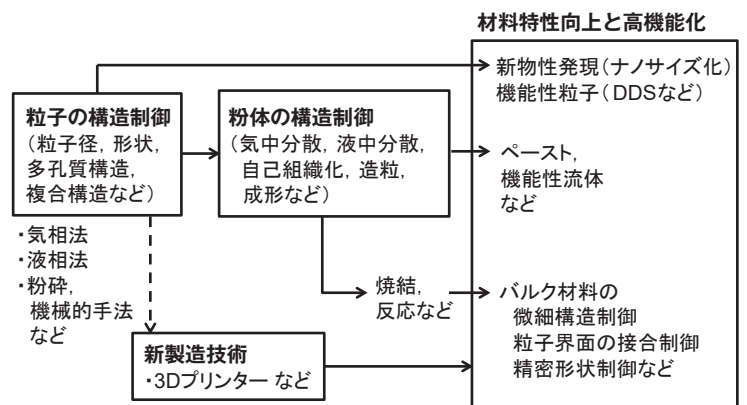 材料特性向上と高機能化
新物性発現（ナノサイズ化）
機能性粒子（DDSなど）
粒子の構造制御
（粒子径，形状，
多孔質構造，
複合構造など）
粉体の構造制御
（気中分散，液中分散，
自己組織化，造粒，
成形など）
ペースト，
機能性流体
など
・気相法
・液相法
・粉砕，
機械的手法
など
焼結，
反応など
バルク材料の
微細構造制御
粒子界面の接合制御
精密形状制御など
新製造技術
・3Dプリンター など